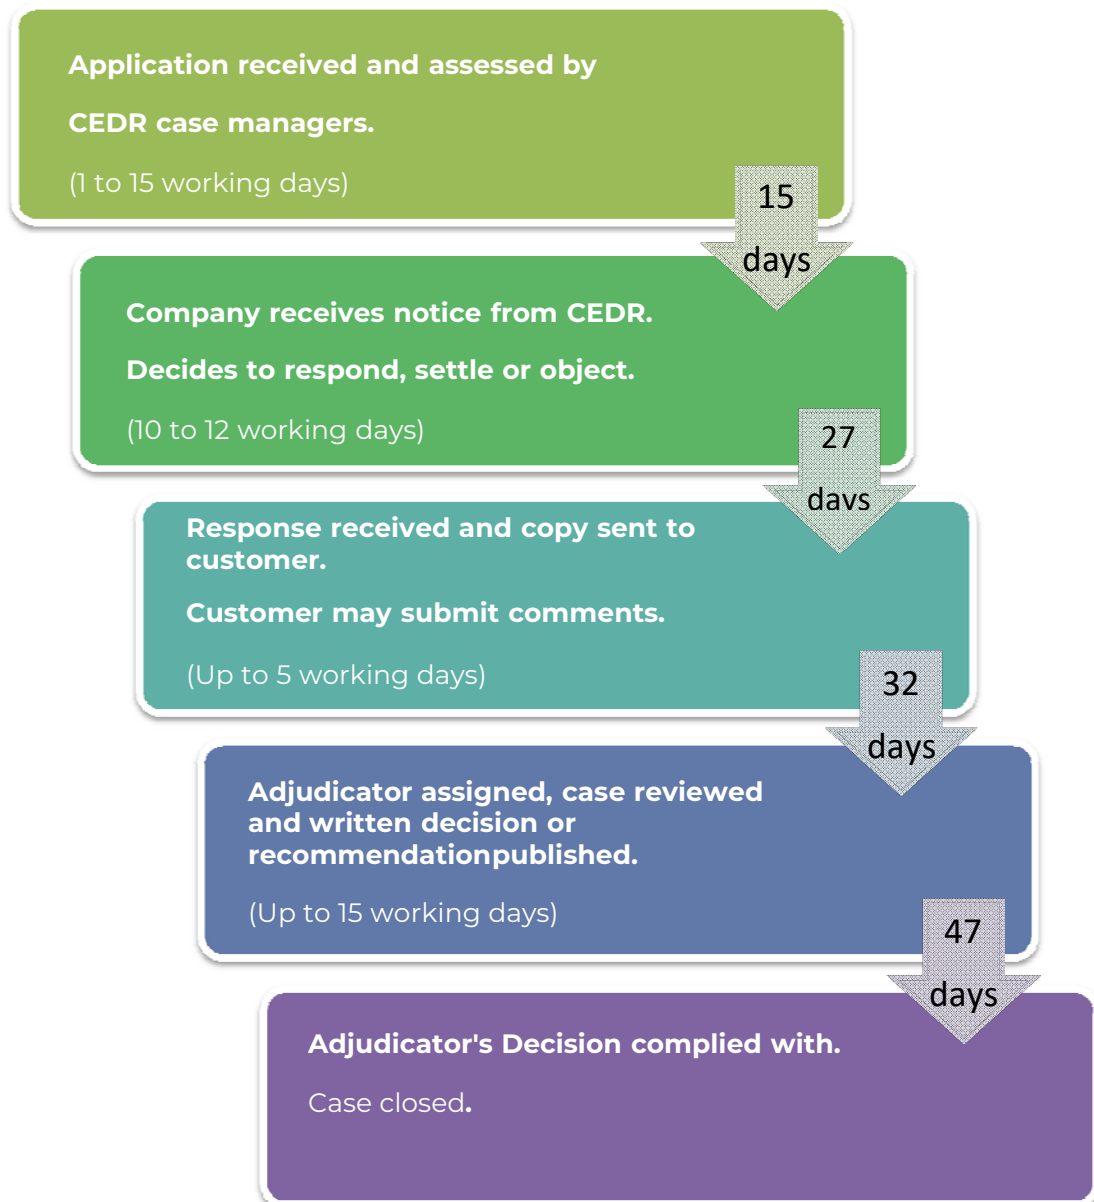 Application received and assessed by
CEDR case managers.
(1 to 15 working days)
15
days
Company receives notice from CEDR.
Decides to respond, settle or object.
(10 to 12 working days)
27
davs
Response received and copy sent to
customer.
Customer may submit comments.
(Up to 5 working days)
32
days
Adjudicator assigned, case reviewed
and written decision or
recommendationpublished.
(Up to 15 working days)
47
days
Adjudicator's Decision complied with.
Case closed.